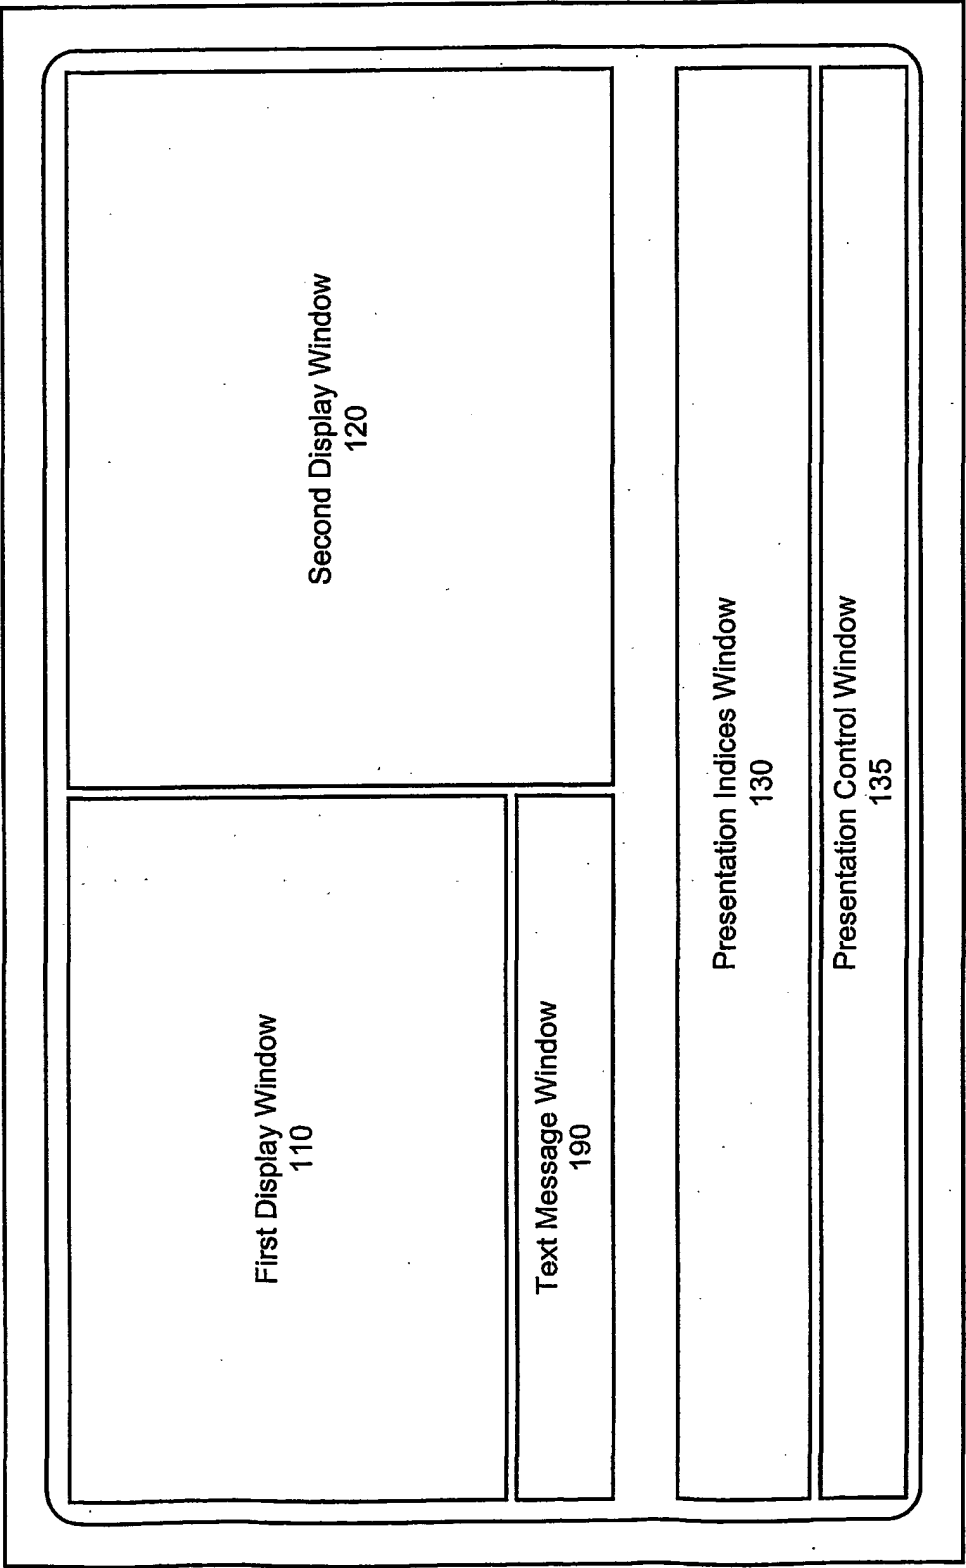 First Display Window
110
Second Display Window
120
Text Message Window
190
Presentation Indices Window
130
Presentation Control Window
135